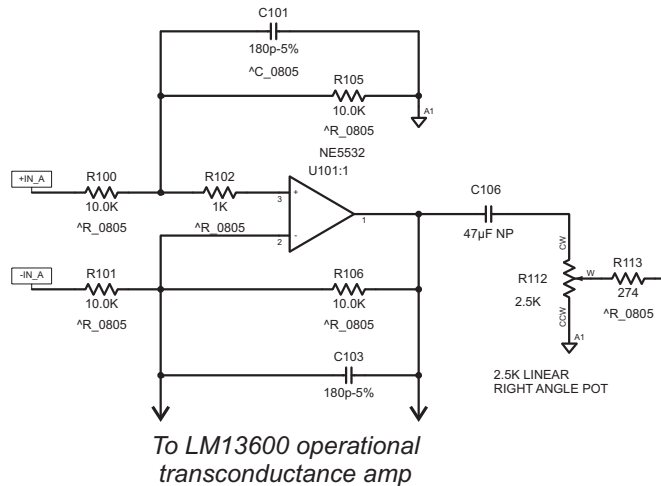 C101
180p-5%
^C_0805
R105
10.0K
^R_0805
A1
NE5532
U101:1
+IN_A
R100
10.0K
^R_0805
R102
1K
^R_0805
3
+
2
-
1
C106
47µF NP
-IN_A
R101
10.0K
^R_0805
R106
10.0K
^R_0805
C103
180p-5%
R112
2.5K
CW
W
CCW
A1
R113
274
^R_0805
2.5K LINEAR
RIGHT ANGLE POT
To LM13600 operational
transconductance amp